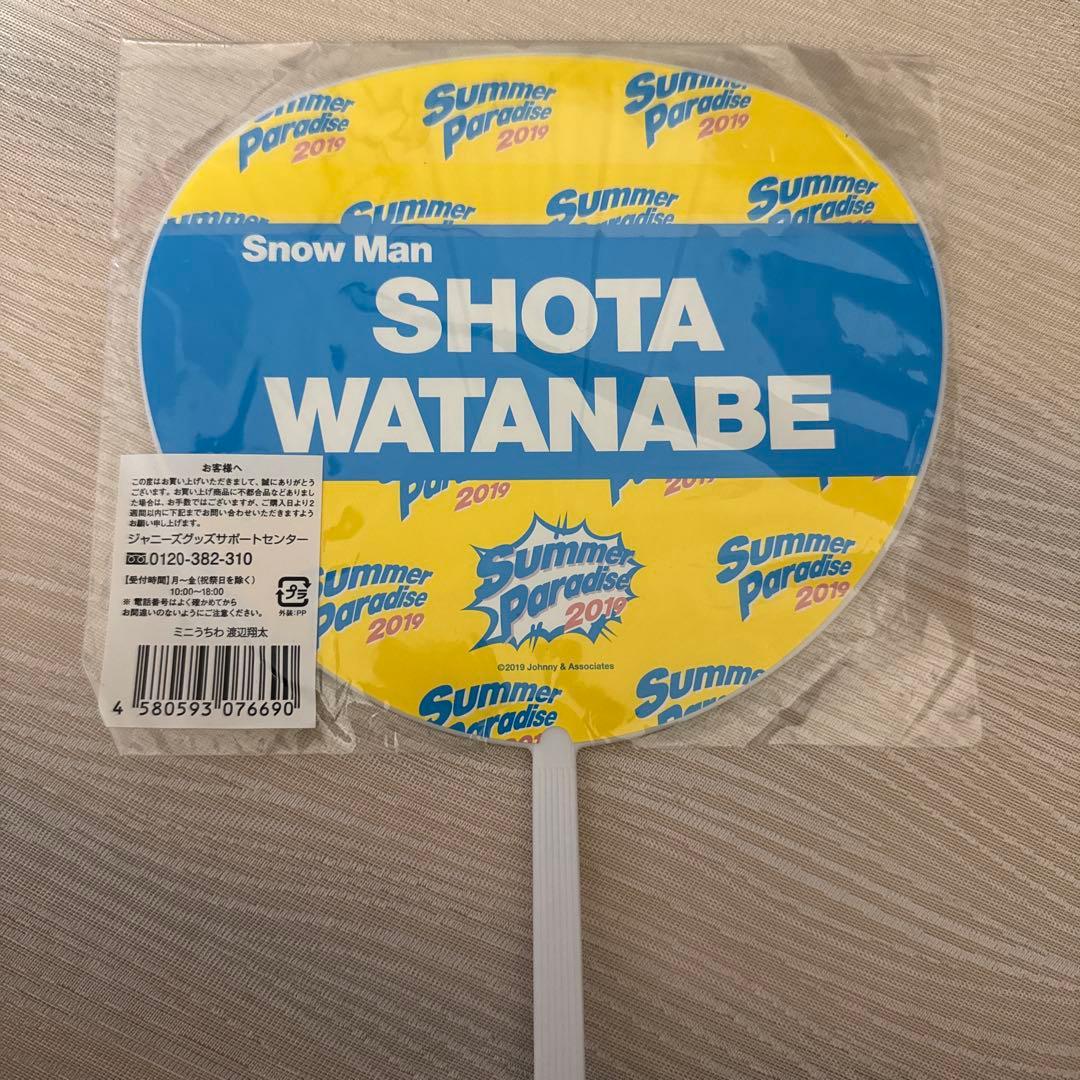 Summer
Paradise
2019
Summer
Paradise
2019
Summer
Paradise
2019
Summer
Summer
Summer
Paradise
Summer
Paradise
Snow Man
SHOTA
WATANABE
2019
2019
Summer
Paradise
2019
Summer
Paradise
2019
Summer
Paradise
2019
©2019 Johnny & Associates
Summer
Paradise
2019
Summer
Paradise
お客様へ
この度はお買い上げいただきまして、誠にありがとう
ございます。お買い上げ商品に不都合品などありまし
た場合は、お手数ではございますが、ご購入日より2
週間以内に下記までお問い合わせいただきますよう
お願い申し上げます。
ジャニーズグッズサポートセンター
0120-382-310
【受付時間】月～金(祝祭日を除く)
10:00～18:00
※ 電話番号はよく確かめてから
お間違いのないようにご注意ください。
プラ
外装:PP
ミニうちわ 渡辺翔太
4 580593 076690